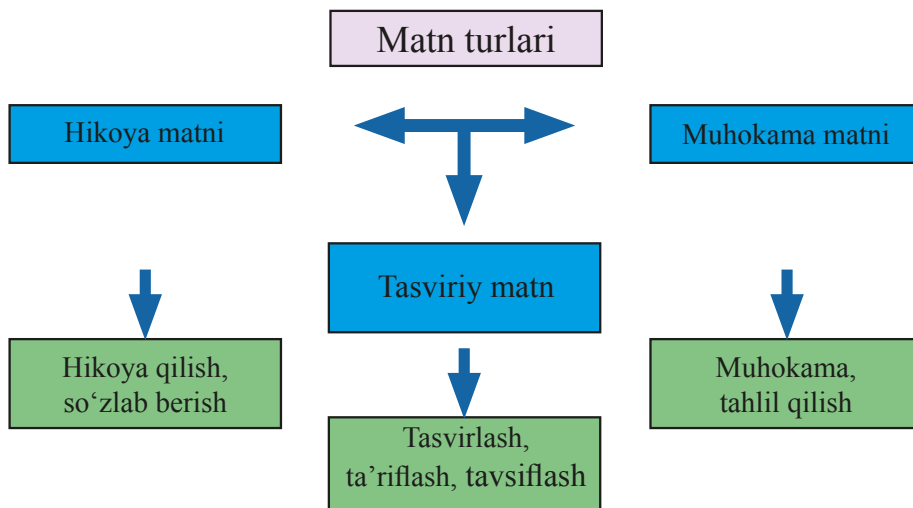 Matn turlari
Hikoya matni
Muhokama matni
Tasviriy matn
Hikoya qilish,
so‘zlab berish
Muhokama,
tahlil qilish
Tasvirlash,
ta’riflash, tavsiflash